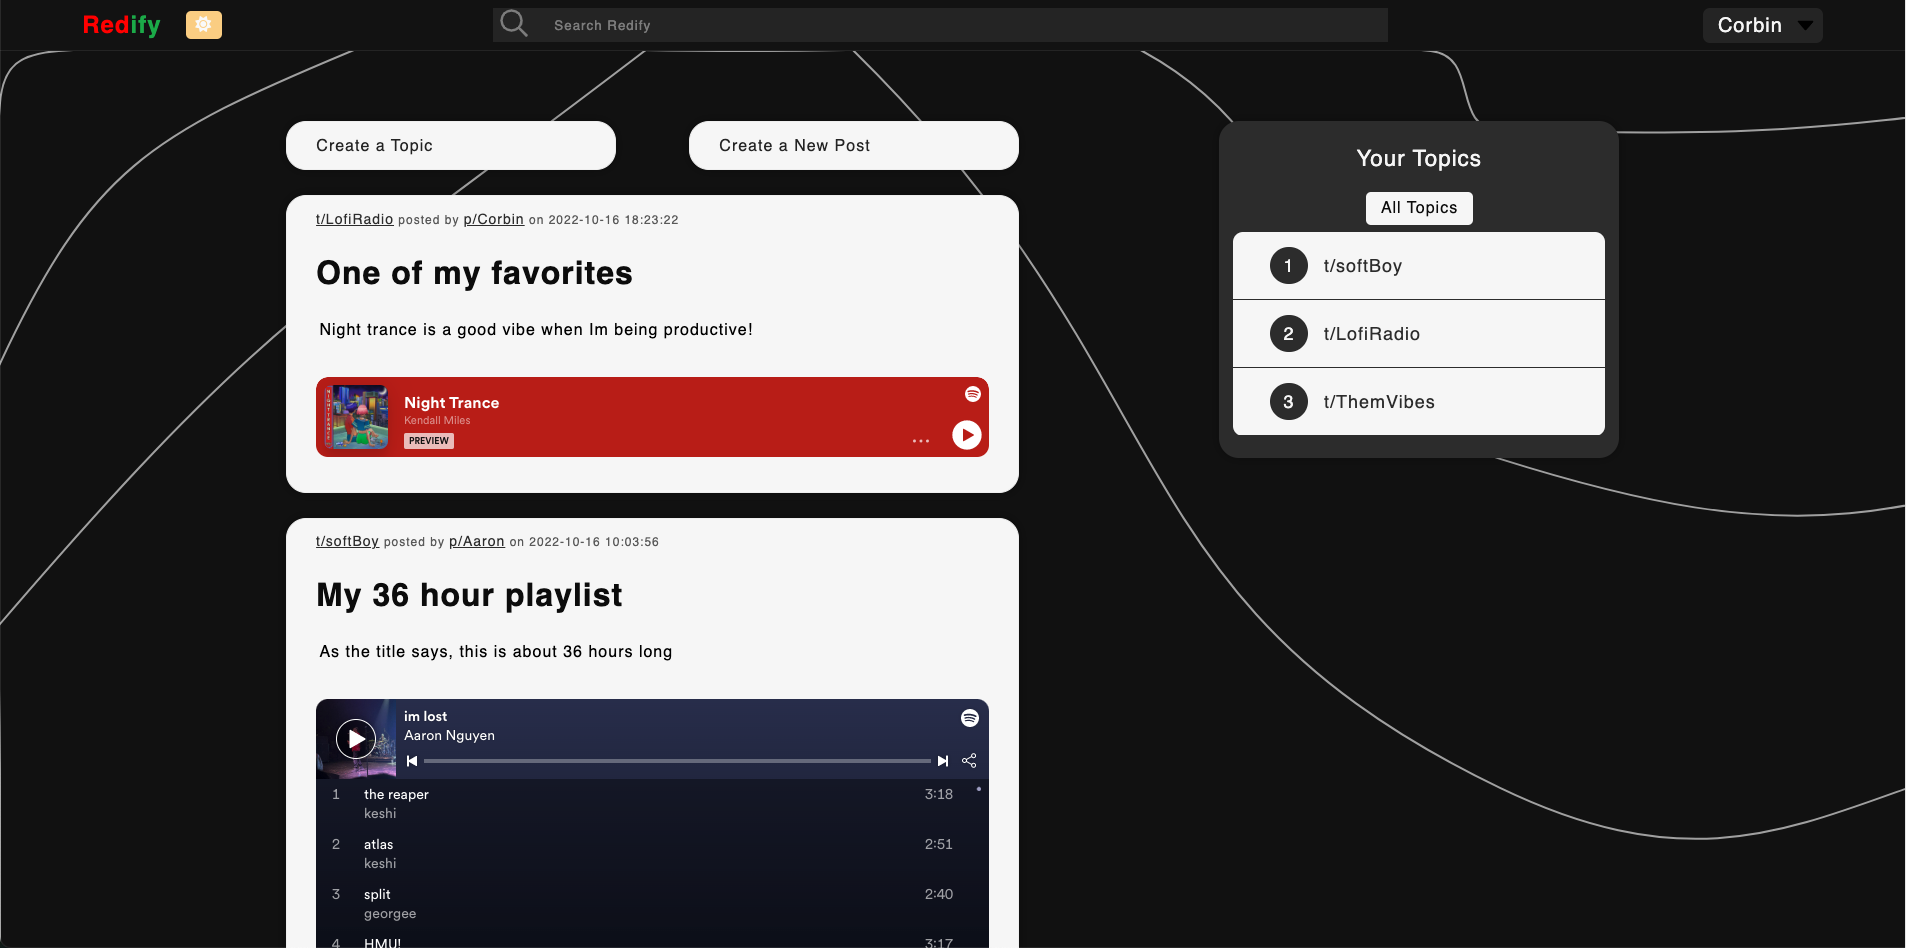 Redify
Search Redify
Corbin
Create a Topic
Create a New Post
t/LofiRadio posted by p/Corbin on 2022-10-16 18:23:22
One of my favorites
Night trance is a good vibe when Im being productive!
Night Trance
Kendall Miles
PREVIEW
t/softBoy posted by p/Aaron on 2022-10-16 10:03:56
My 36 hour playlist
As the title says, this is about 36 hours long
im lost
Aaron Nguyen
1 the reaper 3:18
keshi
2 atlas 2:51
keshi
3 split 2:40
georgee
4 HMU! 3:17
Your Topics
All Topics
1 t/softBoy
2 t/LofiRadio
3 t/ThemVibes